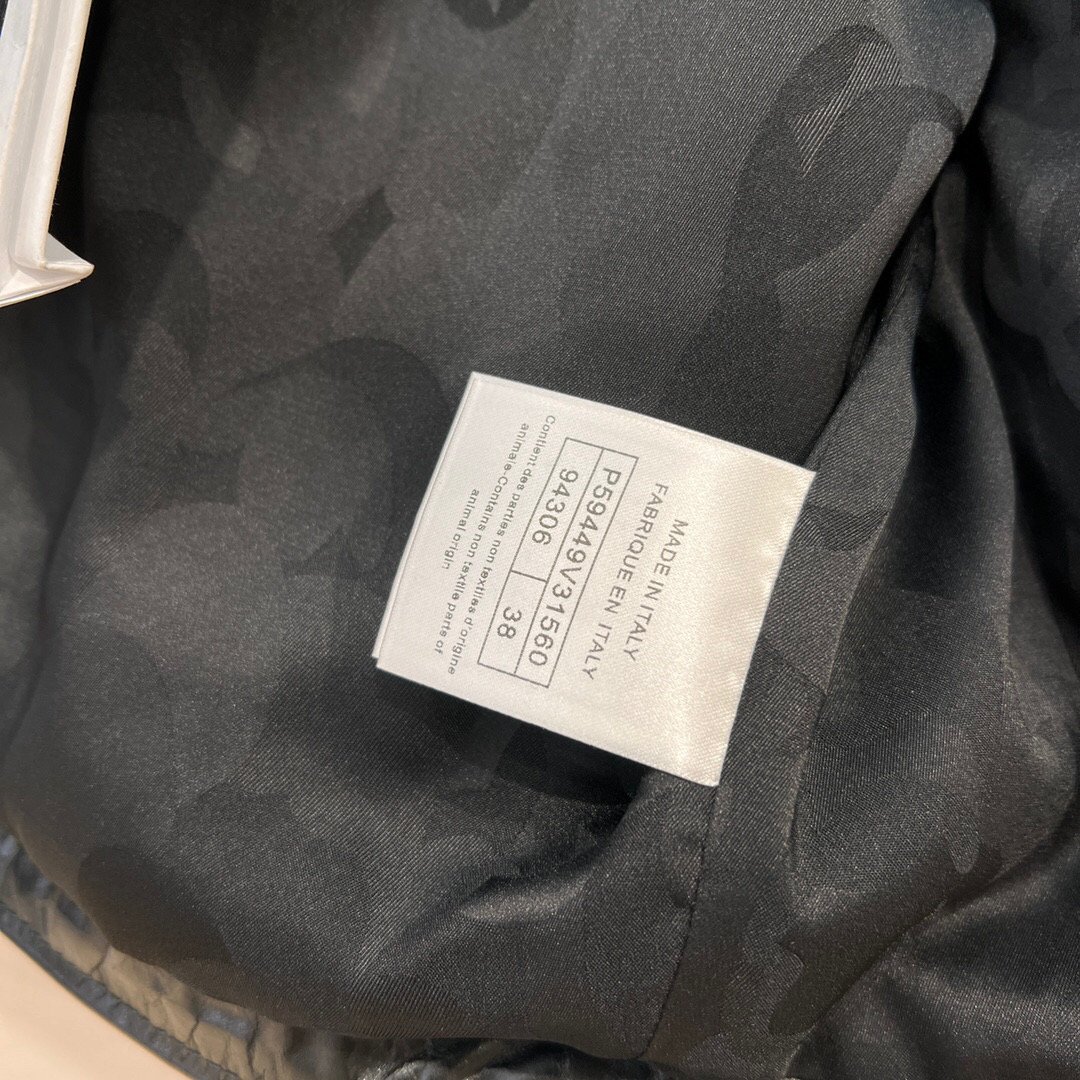 MADE IN ITALY
FABRIQUE EN ITALY
P59449V31560
94306 38
Contient des parties non textiles d'origine
animale-Contains non textile parts of
animal origin